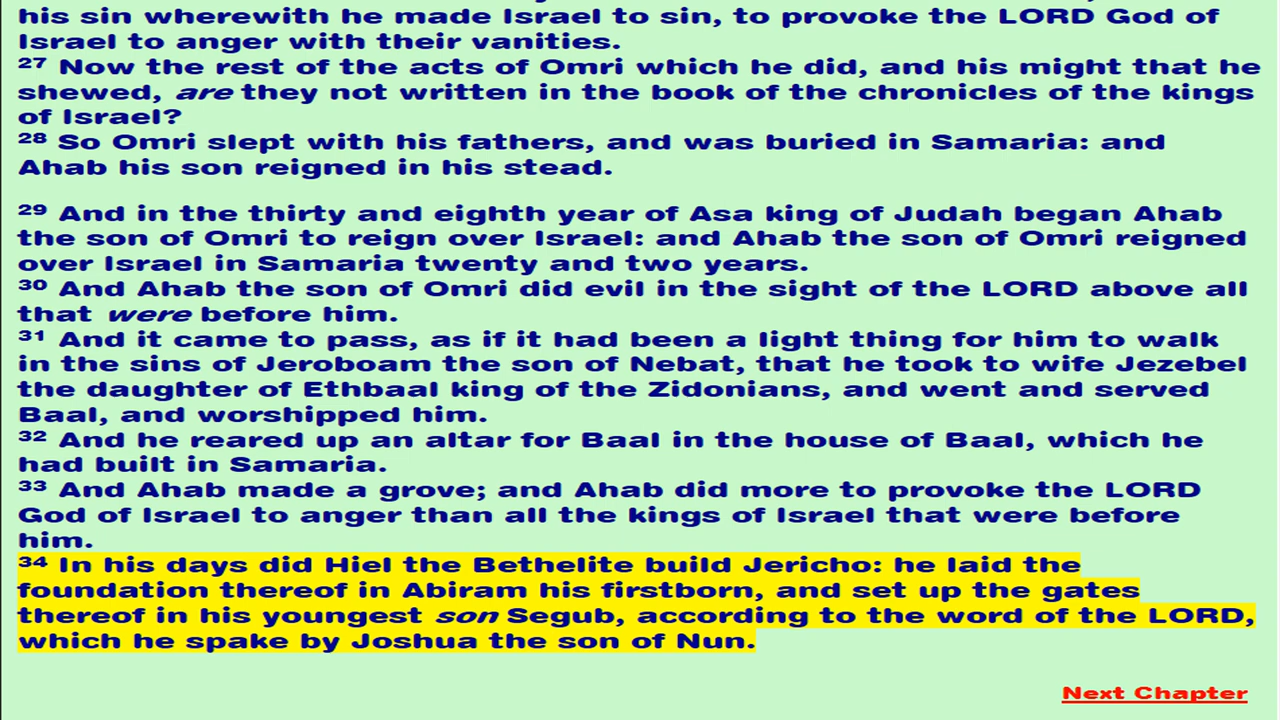 his sin wherewith he made Israel to sin, to provoke the LORD God of
Israel to anger with their vanities.
27 Now the rest of the acts of Omri which he did, and his might that he
shewed, are they not written in the book of the chronicles of the kings
of Israel?
28 So Omri slept with his fathers, and was buried in Samaria: and
Ahab his son reigned in his stead.
29 And in the thirty and eighth year of Asa king of Judah began Ahab
the son of Omri to reign over Israel: and Ahab the son of Omri reigned
over Israel in Samaria twenty and two years.
30 And Ahab the son of Omri did evil in the sight of the LORD above all
that were before him.
31 And it came to pass, as if it had been a light thing for him to walk
in the sins of Jeroboam the son of Nebat, that he took to wife Jezebel
the daughter of Ethbaal king of the Zidonians, and went and served
Baal, and worshipped him.
32 And he reared up an altar for Baal in the house of Baal, which he
had built in Samaria.
33 And Ahab made a grove; and Ahab did more to provoke the LORD
God of Israel to anger than all the kings of Israel that were before
him.
34 In his days did Hiel the Bethelite build Jericho: he laid the
foundation thereof in Abiram his firstborn, and set up the gates
thereof in his youngest son Segub, according to the word of the LORD,
which he spake by Joshua the son of Nun.
Next Chapter